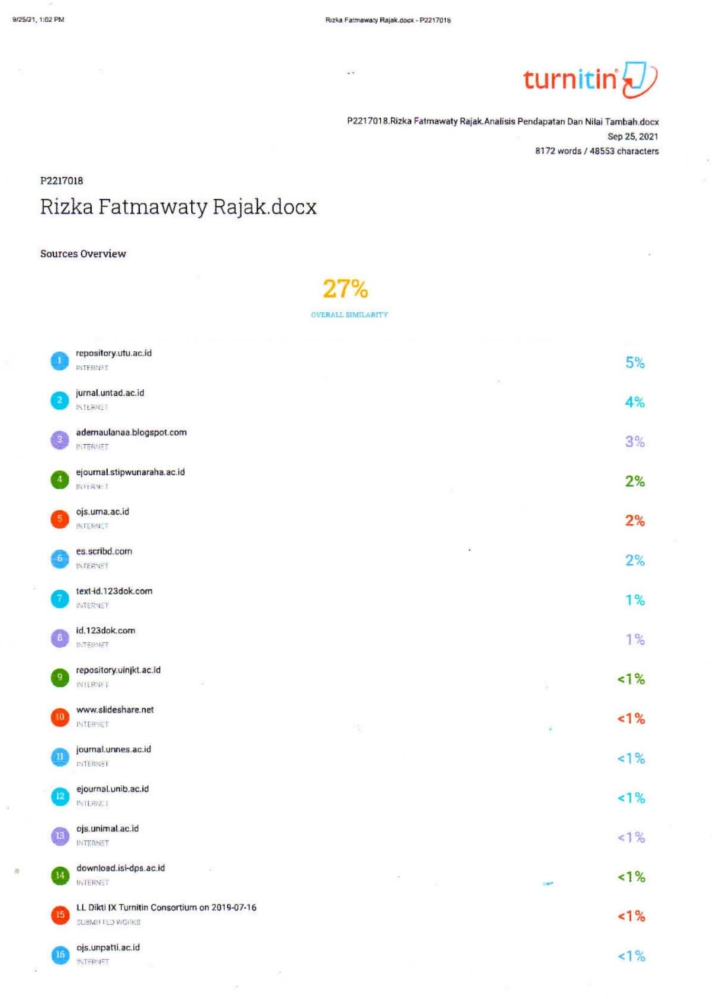 9/25/21, 1:02 PM
Rizka Fatmawaty Rajak.docx - P2217018
turnitin
P2217018.Rizka Fatmawaty Rajak.Analisis Pendapatan Dan Nilai Tambah.docx
Sep 25, 2021
8172 words / 48553 characters
P2217018
Rizka Fatmawaty Rajak.docx
Sources Overview
27%
OVERALL SIMILARITY
1 repository.utu.ac.id 5%
INTERNET
2 jurnal.untad.ac.id 4%
INTERNET
3 ademaulanaa.blogspot.com 3%
INTERNET
4 ejournal.stipwunaraha.ac.id 2%
INTERNET
5 ojs.uma.ac.id 2%
INTERNET
6 es.scribd.com 2%
INTERNET
7 text-id.123dok.com 1%
INTERNET
8 id.123dok.com 1%
INTERNET
9 repository.uinjkt.ac.id <1%
INTERNET
10 www.slideshare.net <1%
INTERNET
11 journal.unnes.ac.id <1%
INTERNET
12 ejournal.unib.ac.id <1%
INTERNET
13 ojs.unimal.ac.id <1%
INTERNET
14 download.isi-dps.ac.id <1%
INTERNET
15 LL Dikti IX Turnitin Consortium on 2019-07-16 <1%
SUBMITTED WORKS
16 ojs.unpatti.ac.id <1%
INTERNET